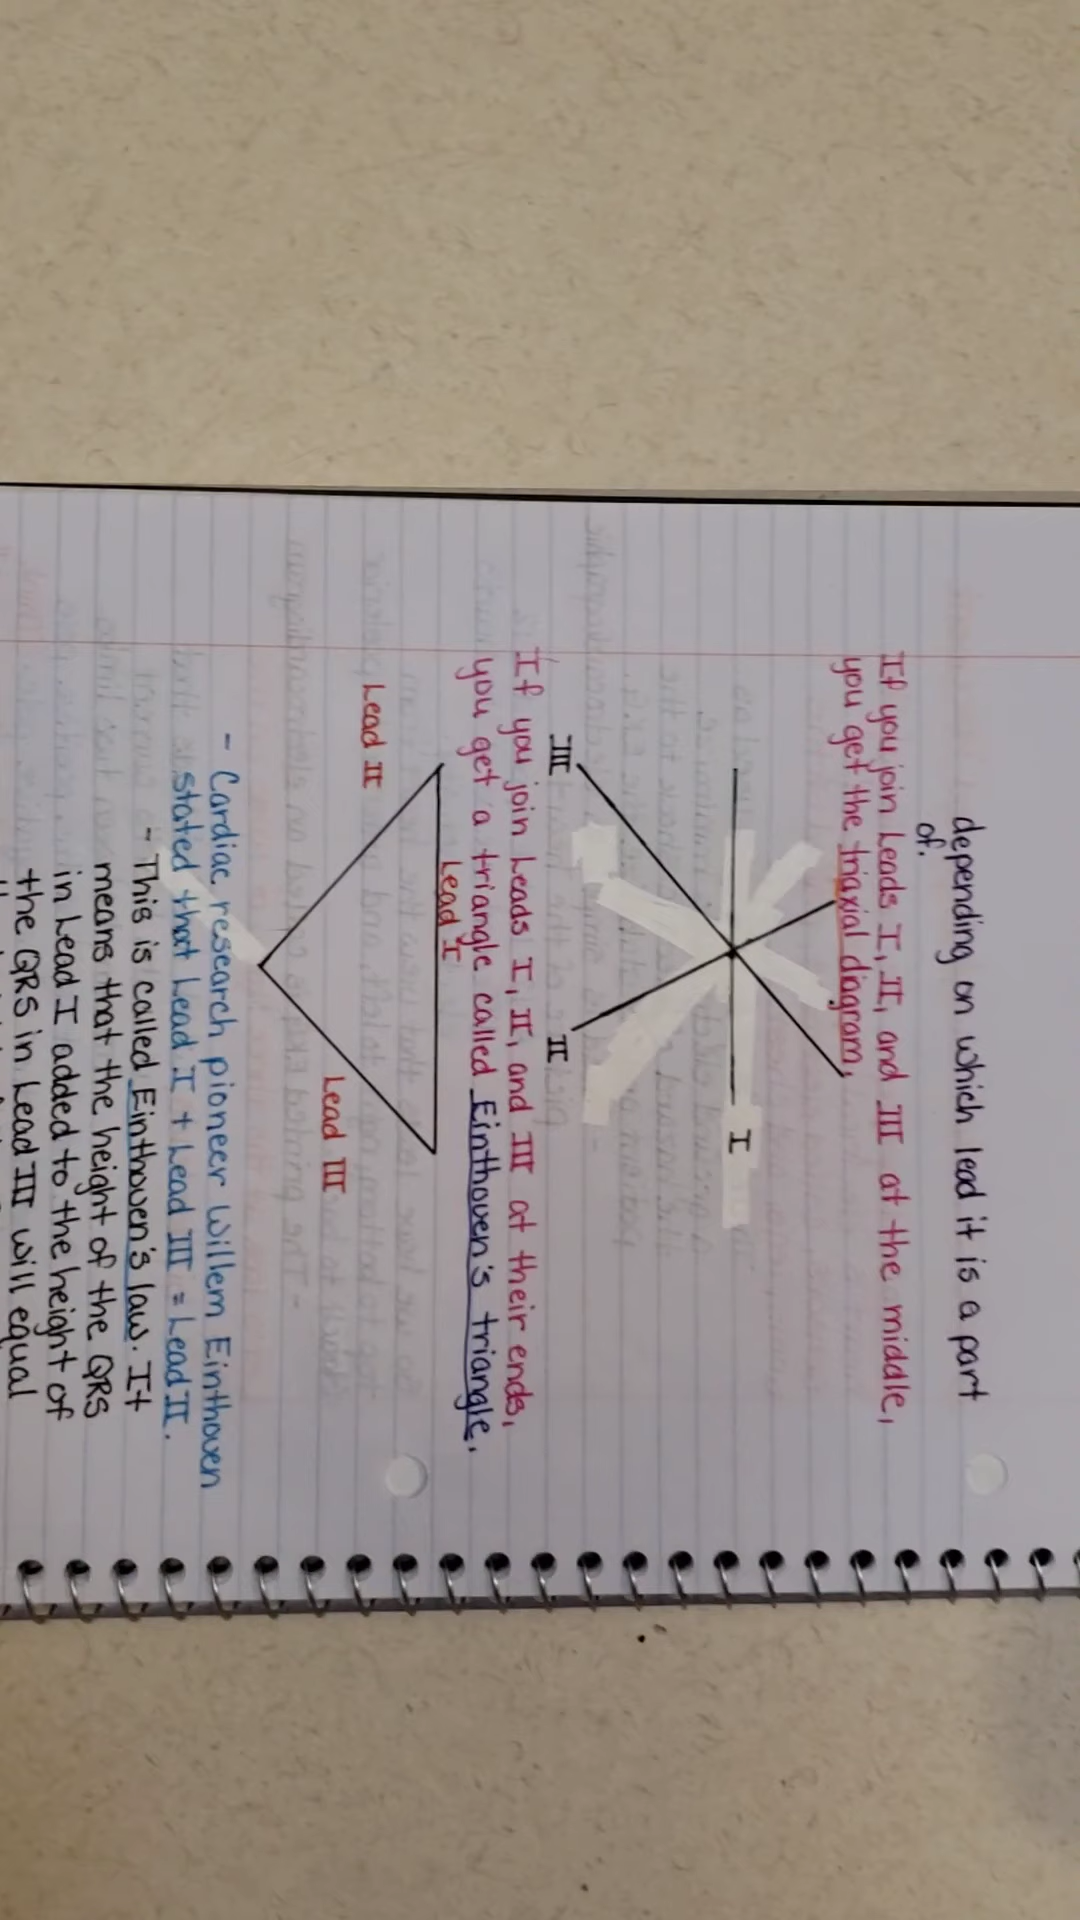 depending on which lead it is a part
of.
If you join Leads I, II, and III at the middle,
you get the triaxial diagram.
I
III
II
If you join Leads I, II, and III at their ends,
you get a triangle called Einthoven's triangle.
Lead I
Lead II
Lead III
- Cardiac research pioneer Willem Einthoven
stated that Lead I + Lead III = Lead II.
- This is called Einthoven's law. It
means that the height of the QRS
in Lead I added to the height of
the QRS in Lead III will equal